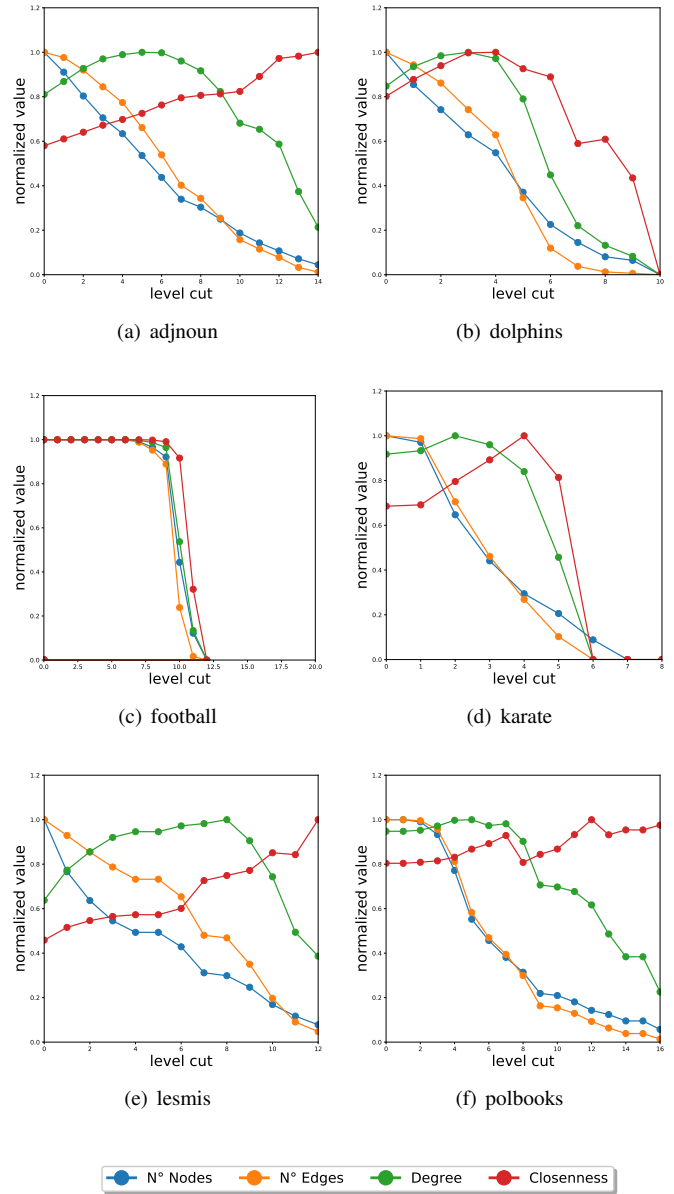 1.2
1.0
0.8
0.6
0.4
0.2
0.0
normalized value
0 2 4 6 8 10 12 14
level cut
(a) adjnoun
1.2
1.0
0.8
0.6
0.4
0.2
0.0
normalized value
0 2 4 6 8 10
level cut
(b) dolphins
1.2
1.0
0.8
0.6
0.4
0.2
0.0
normalized value
0.0 2.5 5.0 7.5 10.0 12.5 15.0 17.5 20.0
level cut
(c) football
1.2
1.0
0.8
0.6
0.4
0.2
0.0
normalized value
0 1 2 3 4 5 6 7 8
level cut
(d) karate
1.2
1.0
0.8
0.6
0.4
0.2
0.0
normalized value
0 2 4 6 8 10 12
level cut
(e) lesmis
1.2
1.0
0.8
0.6
0.4
0.2
0.0
normalized value
0 2 4 6 8 10 12 14 16
level cut
(f) polbooks
N° Nodes N° Edges Degree Closenness